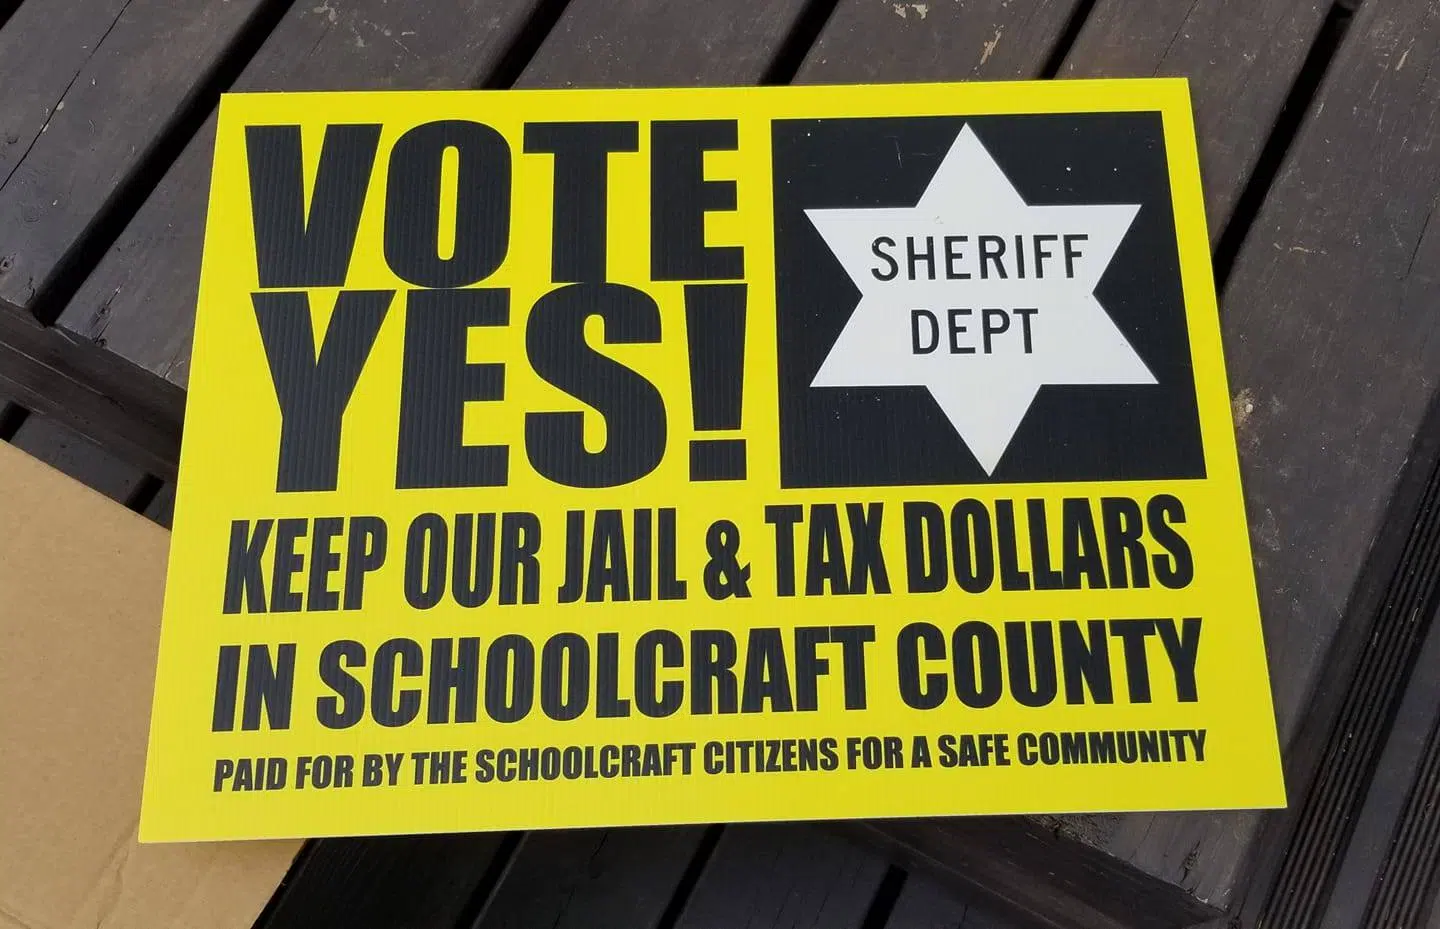 VOTE
YES!
SHERIFF
DEPT
KEEP OUR JAIL & TAX DOLLARS
IN SCHOOLCRAFT COUNTY
PAID FOR BY THE SCHOOLCRAFT CITIZENS FOR A SAFE COMMUNITY